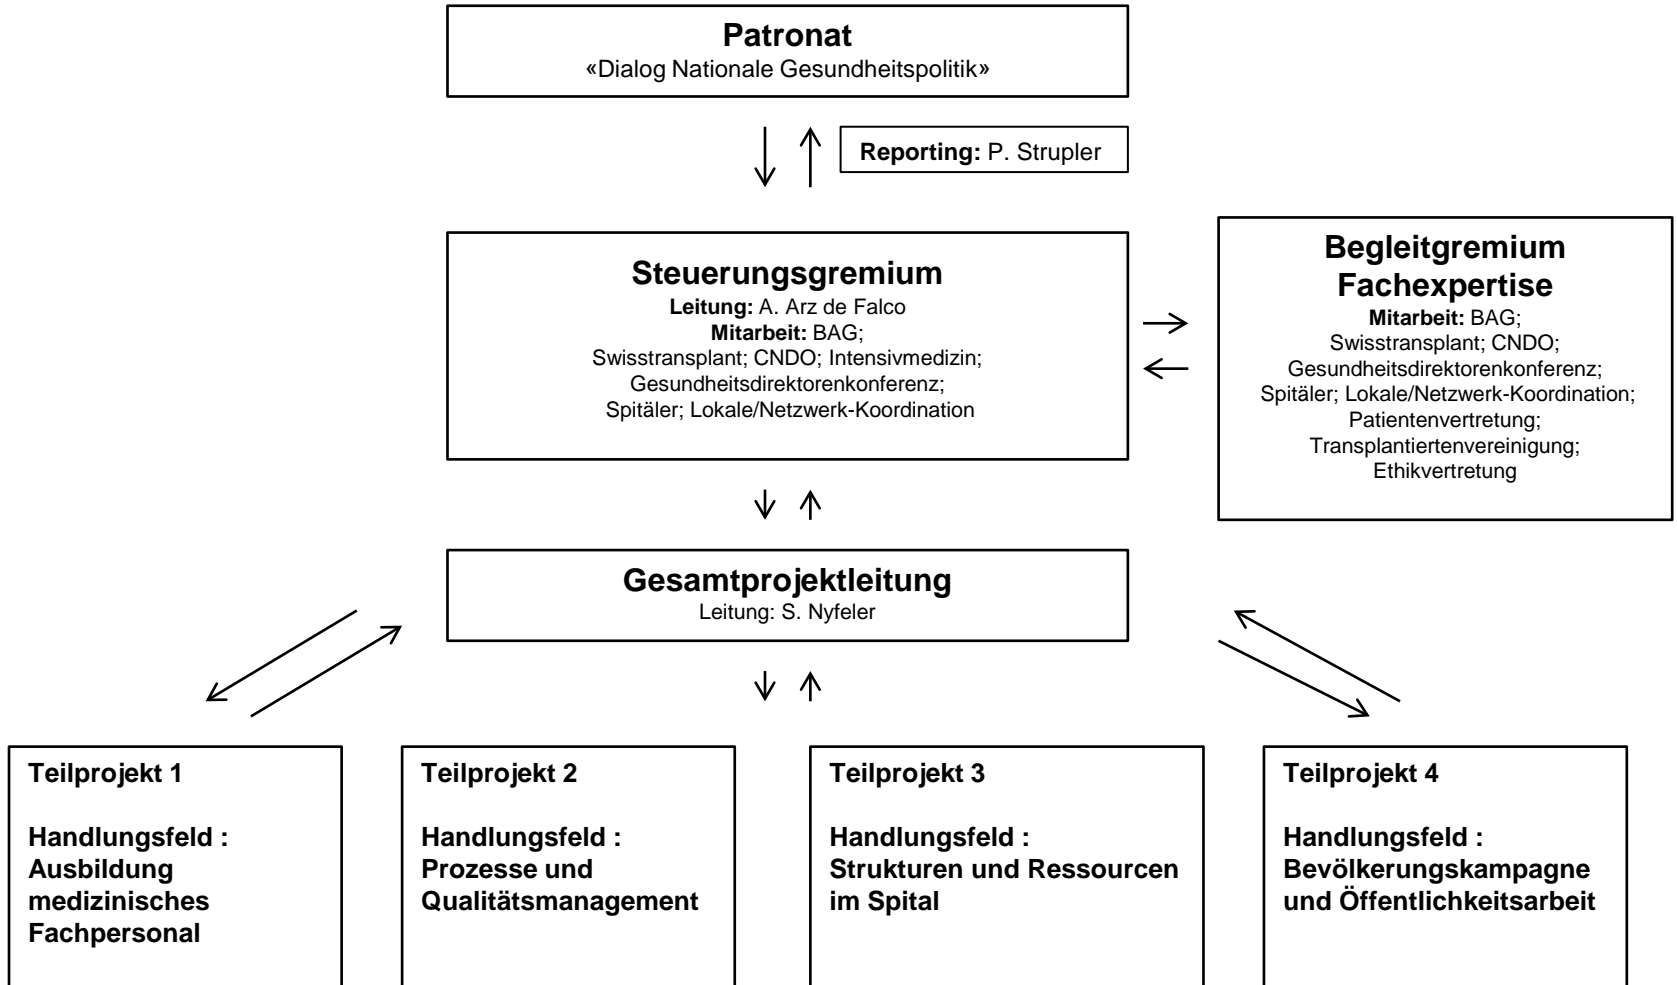 Patronat
«Dialog Nationale Gesundheitspolitik»
Reporting: P. Strupler
Steuerungsgremium
Leitung: A. Arz de Falco
Mitarbeit: BAG;
Swisstransplant; CNDO; Intensivmedizin;
Gesundheitsdirektorenkonferenz;
Spitäler; Lokale/Netzwerk-Koordination
Begleitgremium
Fachexpertise
Mitarbeit: BAG;
Swisstransplant; CNDO;
Gesundheitsdirektorenkonferenz;
Spitäler; Lokale/Netzwerk-Koordination;
Patientenvertretung;
Transplantiertenvereinigung;
Ethikvertretung
Gesamtprojektleitung
Leitung: S. Nyfeler
Teilprojekt 1
Handlungsfeld :
Ausbildung
medizinisches
Fachpersonal
Teilprojekt 2
Handlungsfeld :
Prozesse und
Qualitätsmanagement
Teilprojekt 3
Handlungsfeld :
Strukturen und Ressourcen
im Spital
Teilprojekt 4
Handlungsfeld :
Bevölkerungskampagne
und Öffentlichkeitsarbeit